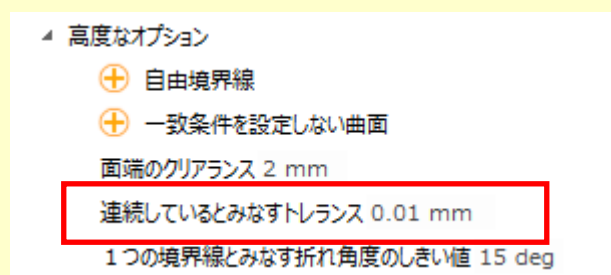 高度なオプション
自由境界線
一致条件を設定しない曲面
面端のクリアランス 2 mm
連続しているとみなすトレランス 0.01 mm
1つの境界線とみなす折れ角度のしきい値 15 deg